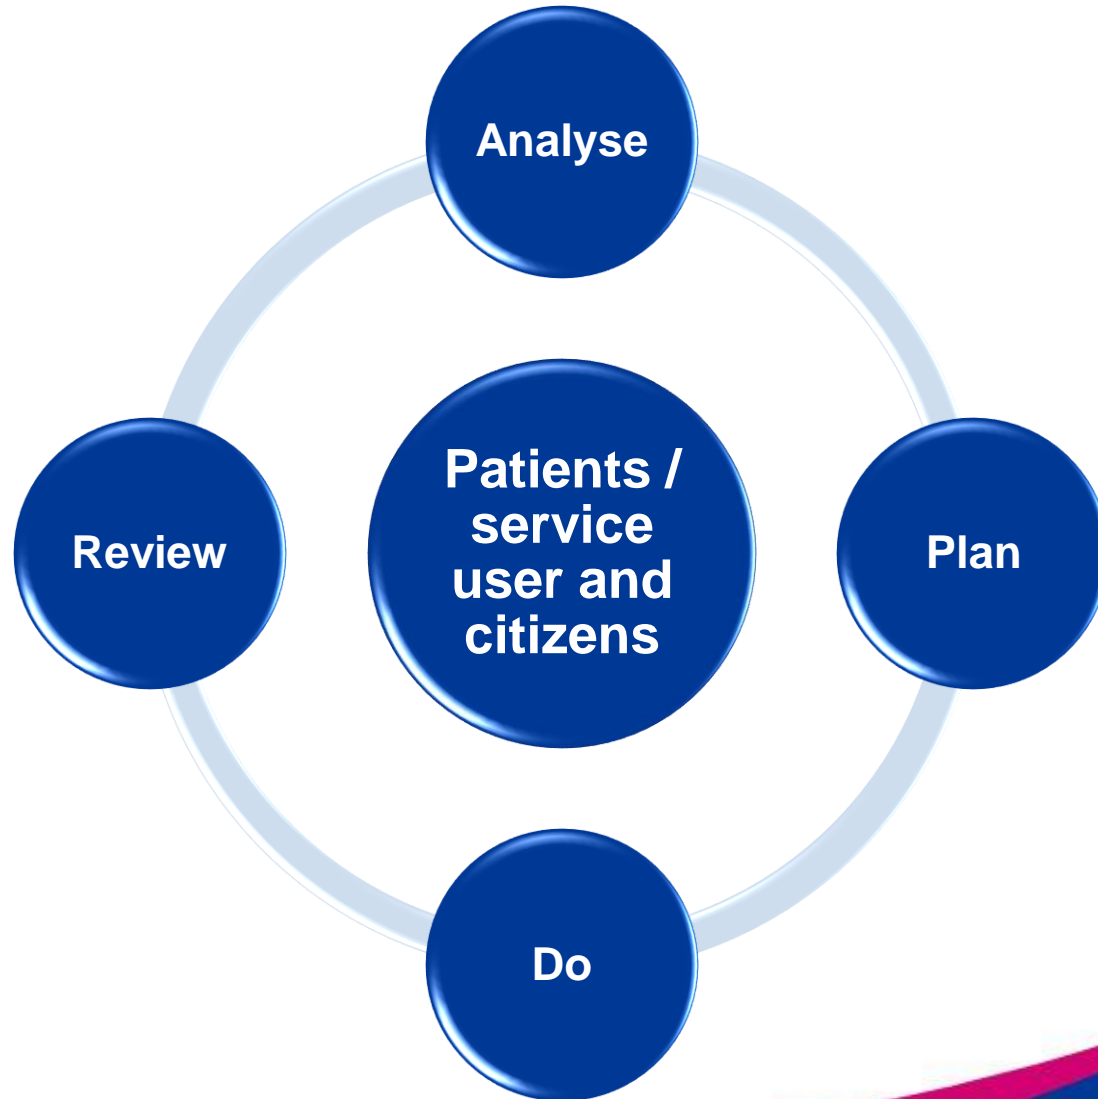 Analyse
Review
Patients /
service
user and
citizens
Plan
Do